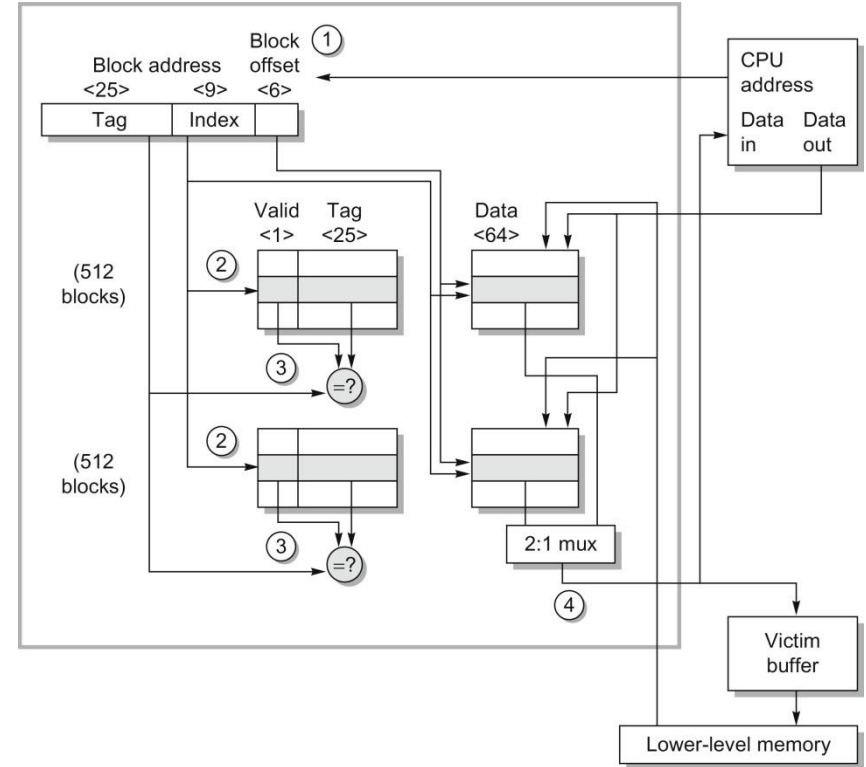 Block address
<25>
<9>
Block
offset
<6>
1
Tag
Index
CPU
address
Data
in
Data
out
Valid
<1>
Tag
<25>
Data
<64>
(512
blocks)
2
3
=?
(512
blocks)
2
3
=?
2:1 mux
4
Victim
buffer
Lower-level memory